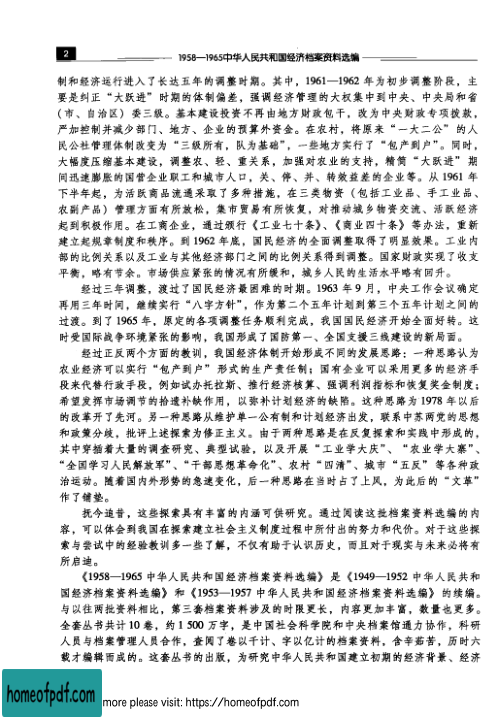 2
1958—1965中华人民共和国经济档案资料选编
制和经济运行进入了长达五年的调整时期。其中，1961—1962 年为初步调整阶段，主
要是纠正“大跃进”时期的体制偏差，强调经济管理的大权集中到中央、中央局和省
（市、自治区）委三级。基本建设投资不再由地方财政包干，改为中央财政专项拨款，
严加控制并减少部门、地方、企业的预算外资金。在农村，将原来“一大二公”的人
民公社管理体制改变为“三级所有，队为基础”，一些地方实行了“包产到户”。同时，
大幅度压缩基本建设，调整农、轻、重关系，加强对农业的支持，精简“大跃进”期
间迅速膨胀的国营企业职工和城市人口，关、停、并、转效益差的企业等。从 1961 年
下半年起，为活跃商品流通采取了多种措施，在三类物资（包括工业品、手工业品、
农副产品）管理方面有所放松，集市贸易有所恢复，对推动城乡物资交流、活跃经济
起到积极作用。在工商企业，通过颁行《工业七十条》、《商业四十条》等办法，重新
建立起规章制度和秩序。到 1962 年底，国民经济的全面调整取得了明显效果。工业内
部的比例关系以及工业与其他经济部门之间的比例关系得到调整。国家财政实现了收支
平衡，略有节余。市场供应紧张的情况有所缓和，城乡人民的生活水平略有回升。
经过三年调整，渡过了国民经济最困难的时期。1963 年 9 月，中央工作会议确定
再用三年时间，继续实行“八字方针”，作为第二个五年计划到第三个五年计划之间的
过渡。到了 1965 年，原定的各项调整任务顺利完成，我国国民经济开始全面好转。这
时受国际战争环境紧张的影响，我国形成了国防第一、全国支援三线建设的新局面。
经过正反两个方面的教训，我国经济体制开始形成不同的发展思路：一种思路认为
农业经济可以实行“包产到户”形式的生产责任制；国有企业可以采用更多的经济手
段来代替行政手段，例如试办托拉斯、推行经济核算、强调利润指标和恢复奖金制度；
希望发挥市场调节的拾遗补缺作用，以弥补计划经济的缺陷。这种思路为 1978 年以后
的改革开了先河。另一种思路从维护单一公有制和计划经济出发，联系中苏两党的思想
和政策分歧，批评上述探索为修正主义。由于两种思路是在反复探索和实践中形成的，
其中穿插着大量的调查研究、典型试验，以及开展“工业学大庆”、“农业学大寨”、
“全国学习人民解放军”、“干部思想革命化”、农村“四清”、城市“五反”等各种政
治运动。随着国内外形势的急速变化，后一种思路在当时占了上风，为此后的“文革”
作了铺垫。
抚今追昔，这些探索具有丰富的内涵可供研究。通过阅读这批档案资料选编的内
容，可以体会到我国在探索建立社会主义制度过程中所付出的努力和代价。对于这些探
索与尝试中的经验教训多一些了解，不仅有助于认识历史，而且对于现实与未来必将有
所启迪。
《1958—1965 中华人民共和国经济档案资料选编》是《1949—1952 中华人民共和
国经济档案资料选编》和《1953—1957 中华人民共和国经济档案资料选编》的续编。
与以往两批资料相比，第三套档案资料涉及的时限更长，内容更加丰富，数量也更多。
全套丛书共计 10 卷，约 1 500 万字，是中国社会科学院和中央档案馆通力协作，科研
人员与档案管理人员合作，查阅了卷以千计、字以亿计的档案资料，含辛茹苦，历时六
载才编辑而成的。这套丛书的出版，为研究中华人民共和国建立初期的经济背景、经济
homeofpdf.com
more please visit: https://homeofpdf.com